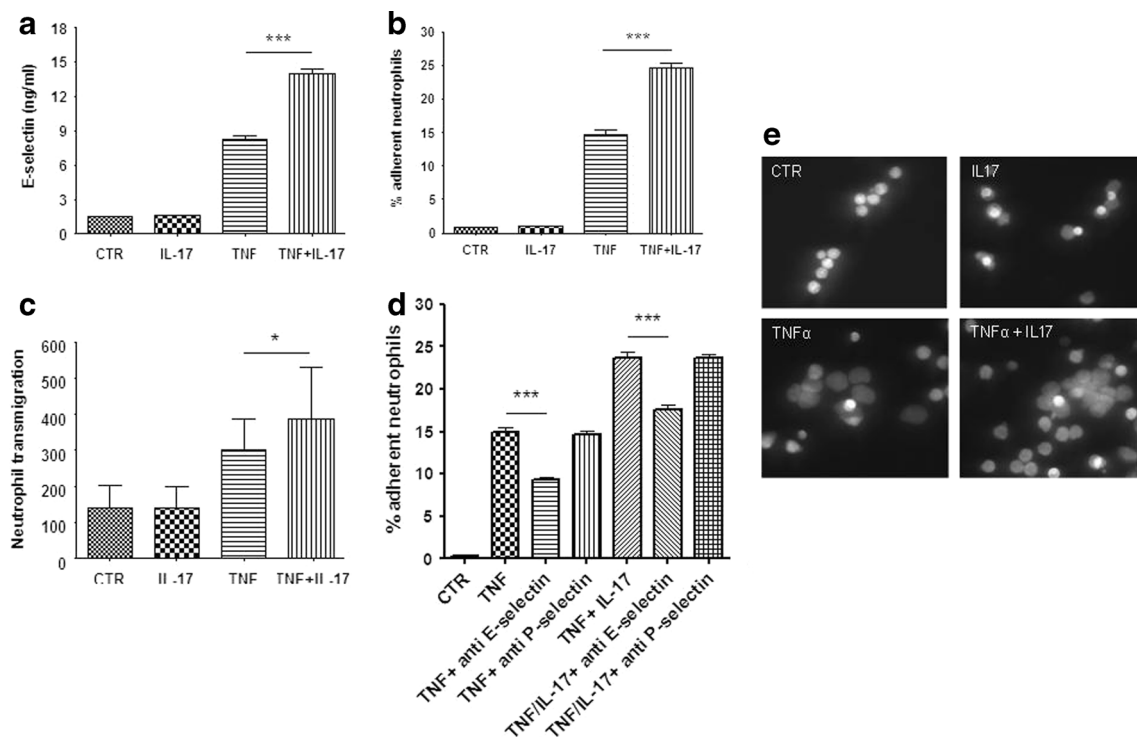 a
E-selectin (ng/ml)
18
15
12
9
6
3
0
***
CTR
IL-17
TNF
TNF+IL-17
b
% adherent neutrophils
30
25
20
15
10
5
0
***
CTR
IL-17
TNF
TNF+IL-17
c
Neutrophil transmigration
600
500
400
300
200
100
0
*
CTR
IL-17
TNF
TNF+IL-17
d
% adherent neutrophils
30
25
20
15
10
5
0
***
***
CTR
TNF
TNF+ anti E-selectin
TNF+ anti P-selectin
TNF+ IL-17
TNF/IL-17+ anti E-selectin
TNF/IL-17+ anti P-selectin
e
CTR
IL17
TNFα
TNFα + IL17